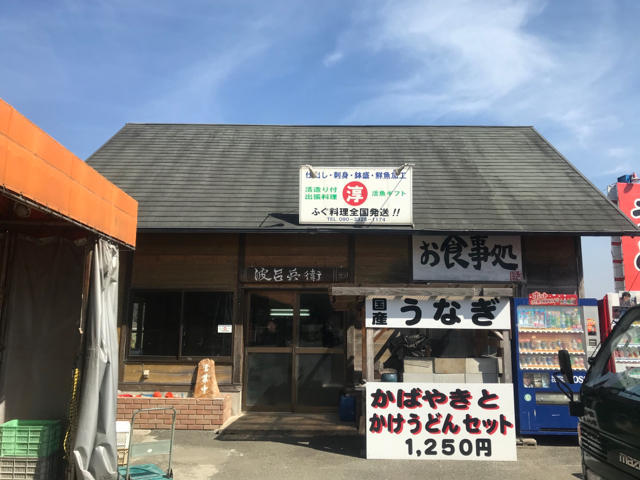 仕出し・刺身・鉢盛・鮮魚加工
活造り付
出張料理
淳
活魚ギフト
ふぐ料理全国発送!!
お食事処
波呂兵衛
国産 うなぎ
営業中
かばやきと
かけうどんセット
1,250円